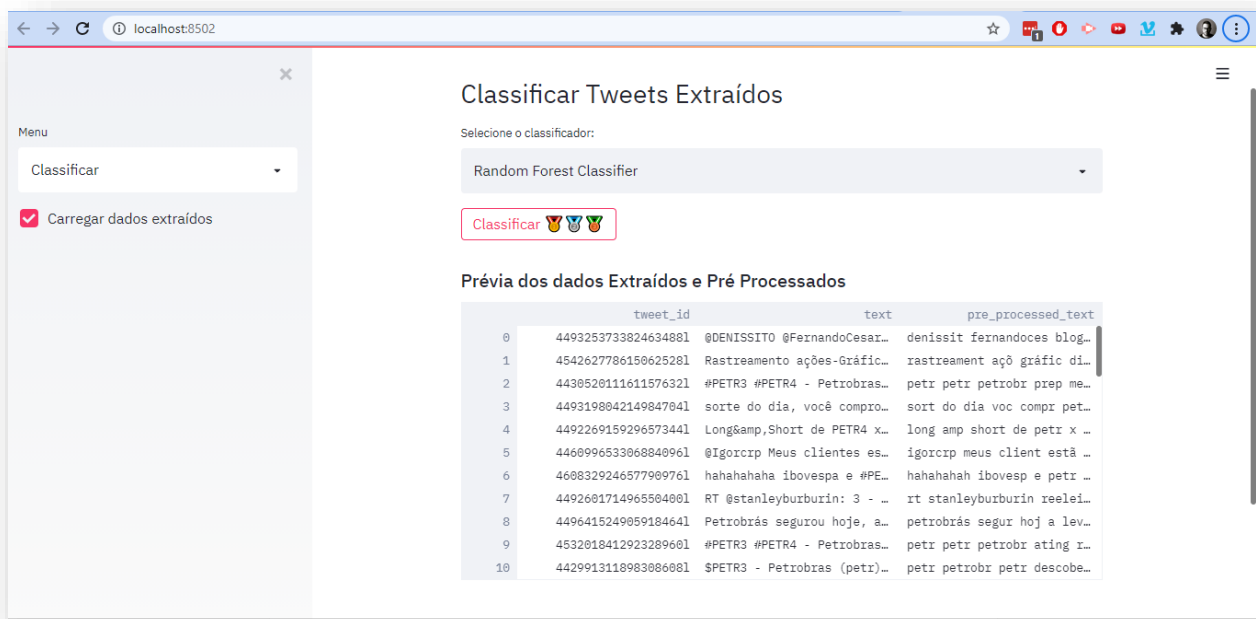 localhost:8502
1
Menu
Classificar
Carregar dados extraídos
Classificar Tweets Extraídos
Selecione o classificador:
Random Forest Classifier
Classificar
Prévia dos dados Extraídos e Pré Processados
tweet_id text pre_processed_text
0 449325373382463488l @DENISSITO @FernandoCesar… denissit fernandoces blog…
1 454262778615062528l Rastreamento ações-Gráfic… rastreament açõ gráfic di…
2 443052011161157632l #PETR3 #PETR4 - Petrobras… petr petr petrobr prep me…
3 449319804214984704l sorte do dia, você compro… sort do dia voc compr pet…
4 449226915929657344l Long&amp,Short de PETR4 x… long amp short de petr x …
5 446099653306884096l @Igorcrp Meus clientes es… igorcrp meus client estã …
6 460832924657790976l hahahahaha ibovespa e #PE… hahahahah ibovesp e petr …
7 449260171496550400l RT @stanleyburburin: 3 - … rt stanleyburburin reelei…
8 449641524905918464l Petrobrás segurou hoje, a… petrobrás segur hoj a lev…
9 453201841292328960l #PETR3 #PETR4 - Petrobras… petr petr petrobr ating r…
10 442991311898308608l $PETR3 - Petrobras (petr)… petr petrobr petr descobe…